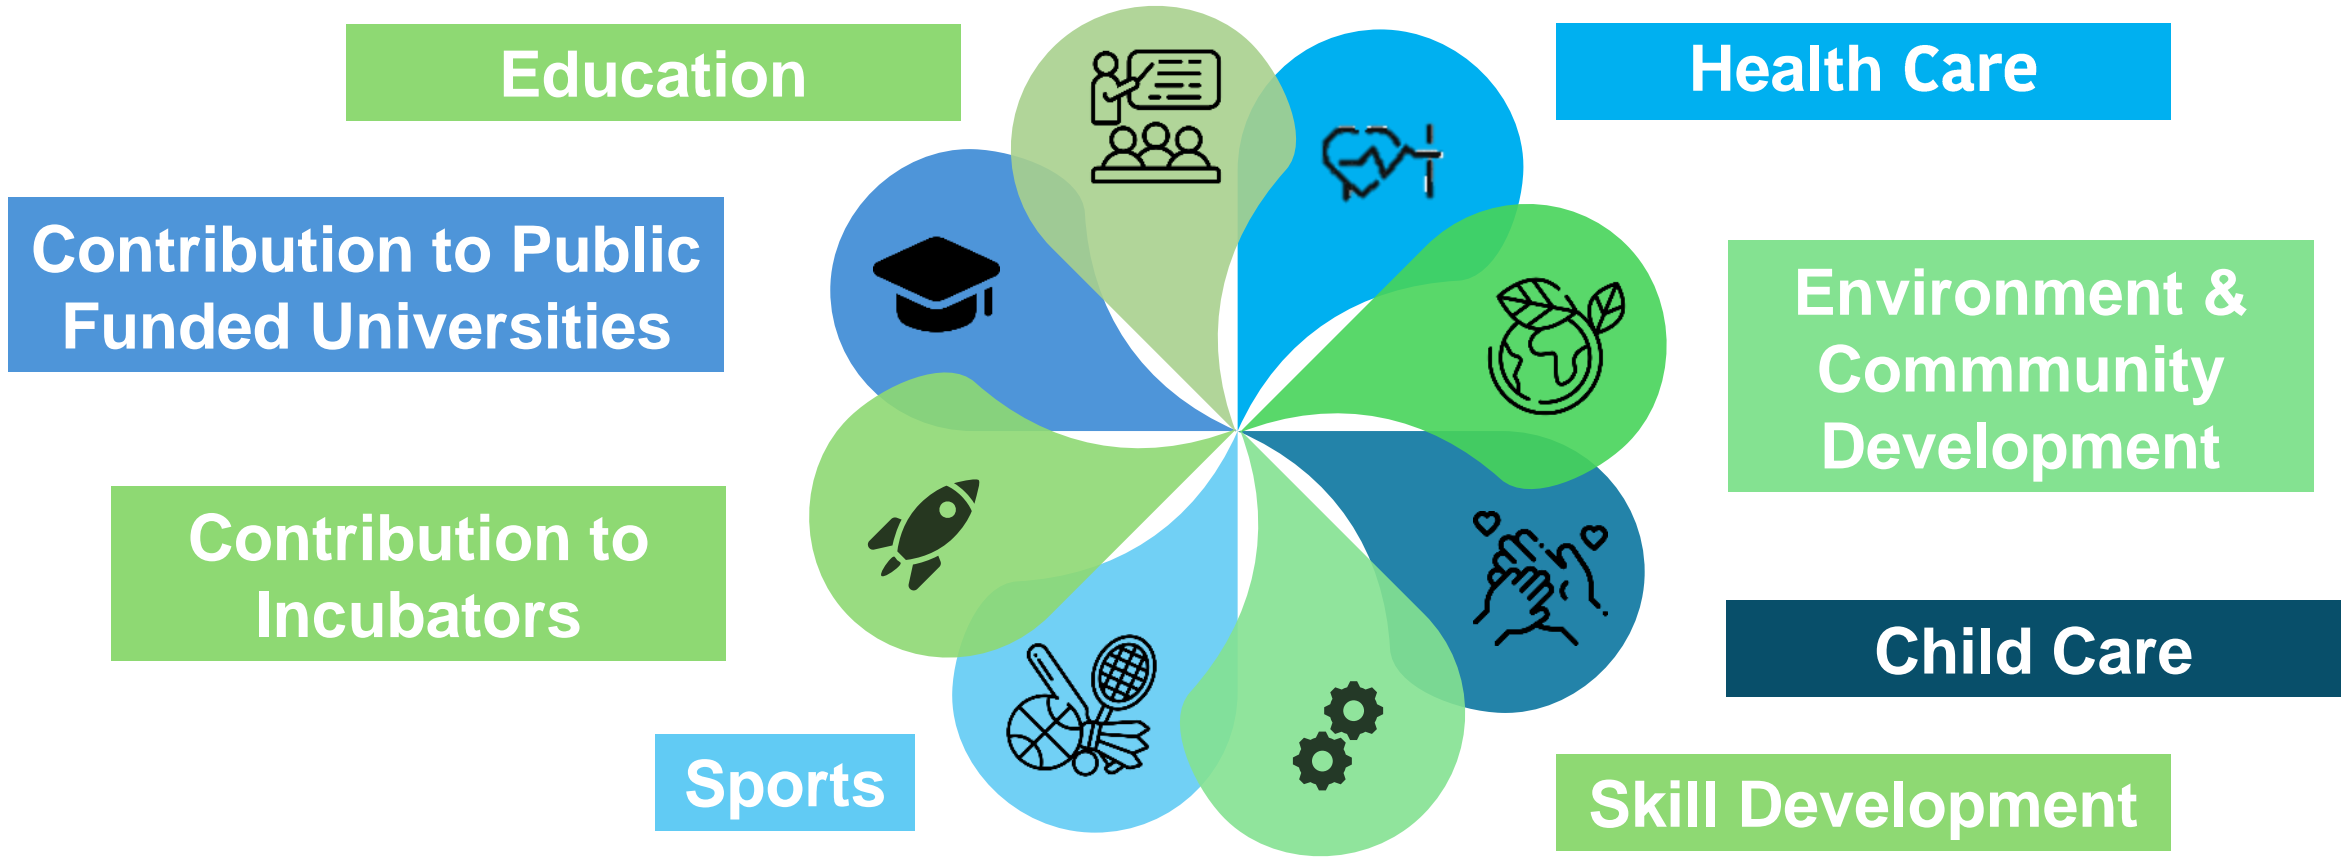 Education
Health Care
Contribution to Public
Funded Universities
Environment &
Commmunity
Development
Contribution to
Incubators
Child Care
Sports
Skill Development